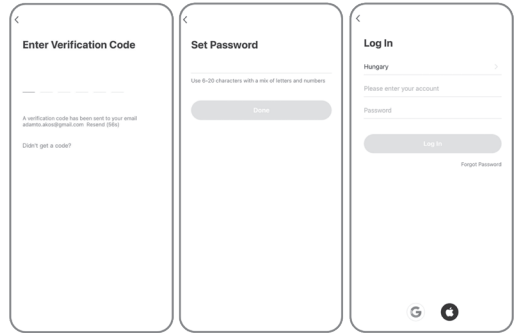 Enter Verification Code
A verification code has been sent to your email
adamto.akos@gmail.com Resend (56s)
Didn't get a code?
Set Password
Use 6-20 characters with a mix of letters and numbers
Done
Log In
Hungary
Please enter your account
Password
Log In
Forgot Password
G